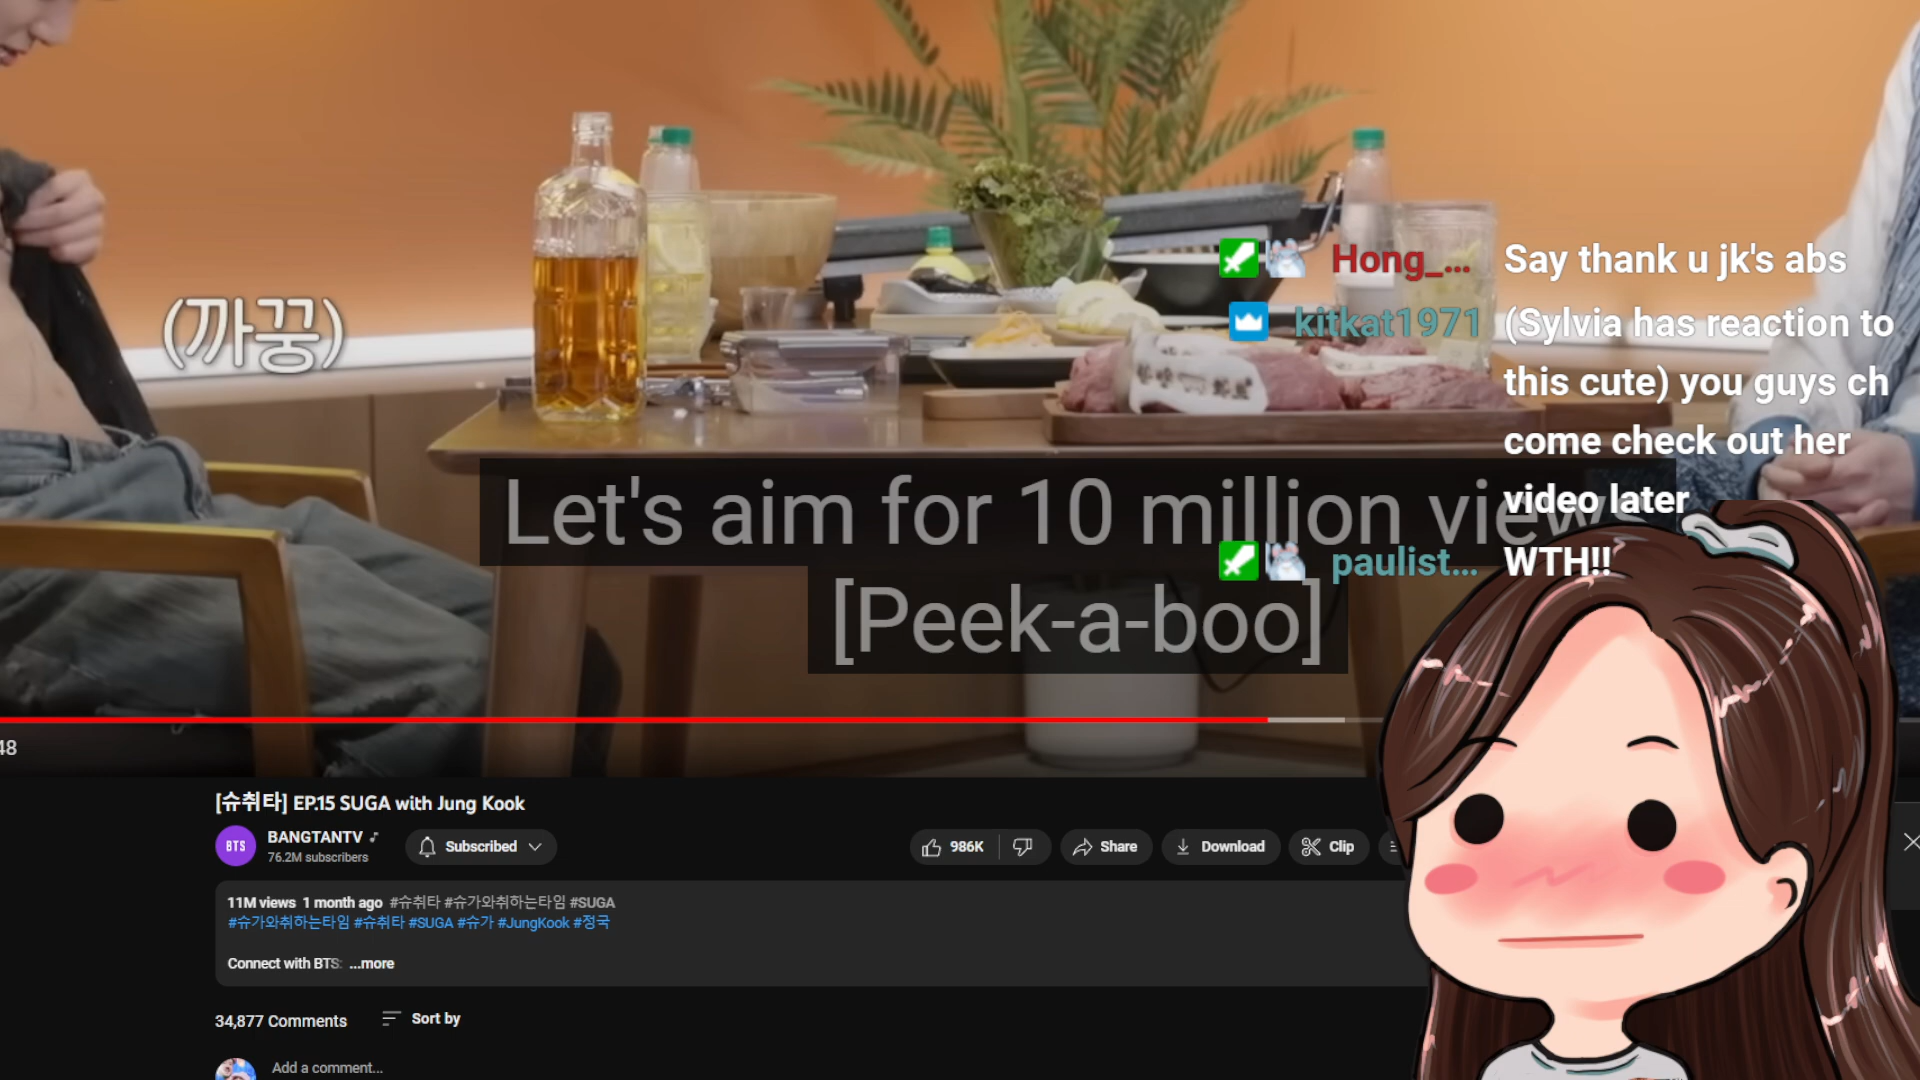 (까꿍)
Hong_... Say thank u jk's abs
kitkat1971 (Sylvia has reaction to
this cute) you guys ch
come check out her
video later
Let's aim for 10 million views
paulist... WTH!!
[Peek-a-boo]
48
[슈취타] EP.15 SUGA with Jung Kook
BTS
BANGTANTV
76.2M subscribers
Subscribed
986K
Share
Download
Clip
11M views 1 month ago #슈취타 #슈가와취하는타임 #SUGA
#슈가와취하는타임 #슈취타 #SUGA #슈가 #JungKook #정국
Connect with BTS: ...more
34,877 Comments
Sort by
Add a comment...